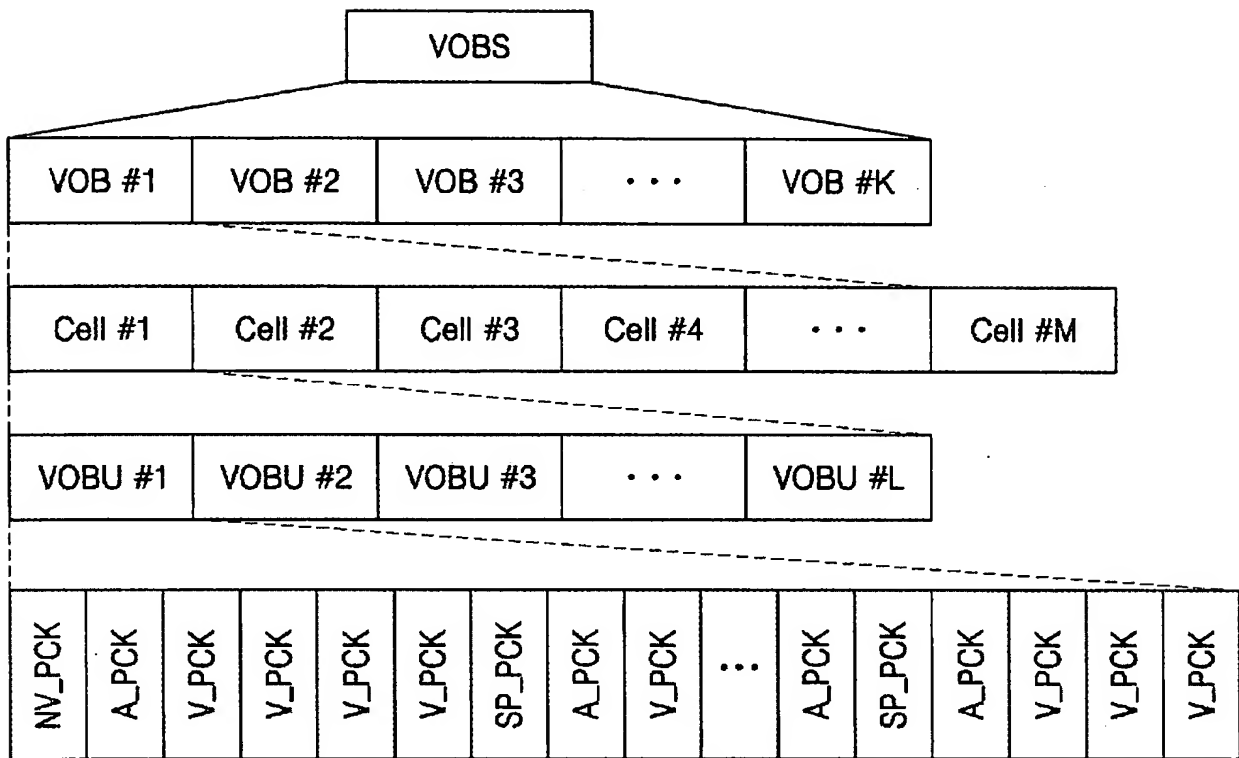 VOBS
VOB #1 VOB #2 VOB #3 ... VOB #K
Cell #1 Cell #2 Cell #3 Cell #4 ... Cell #M
VOBU #1 VOBU #2 VOBU #3 ... VOBU #L
NV_PCK A_PCK V_PCK V_PCK V_PCK V_PCK SP_PCK A_PCK V_PCK ... A_PCK SP_PCK A_PCK V_PCK V_PCK V_PCK